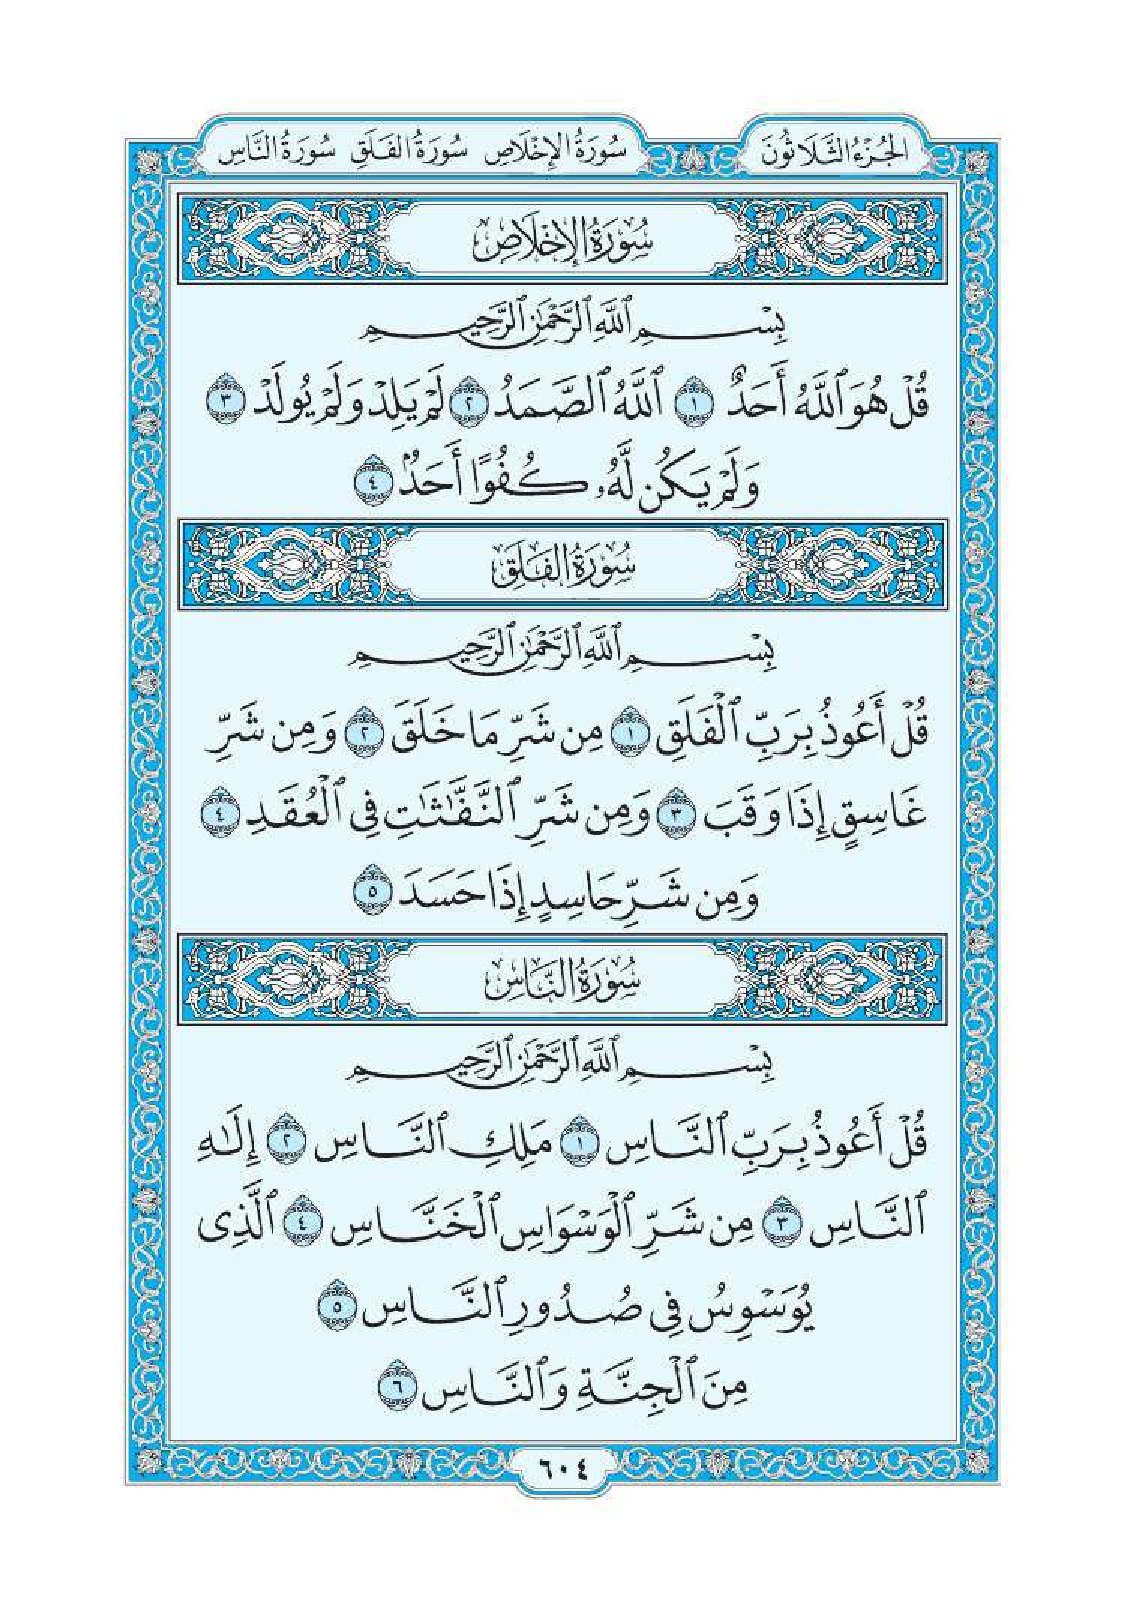 الجُزْءُ الثَّلَاثُونَ
سُورَةُ الإِخْلَاصِ سُورَةُ الفَلَقِ سُورَةُ النَّاسِ
سُورَةُ الإِخْلَاصِ
بِسْمِ ٱللَّهِ ٱلرَّحْمَٰنِ ٱلرَّحِيمِ
قُلْ هُوَ ٱللَّهُ أَحَدٌ ١ ٱللَّهُ ٱلصَّمَدُ ٢ لَمْ يَلِدْ وَلَمْ يُولَدْ ٣
وَلَمْ يَكُن لَّهُۥ كُفُوًا أَحَدٌۢ ٤
سُورَةُ الفَلَقِ
بِسْمِ ٱللَّهِ ٱلرَّحْمَٰنِ ٱلرَّحِيمِ
قُلْ أَعُوذُ بِرَبِّ ٱلْفَلَقِ ١ مِن شَرِّ مَا خَلَقَ ٢ وَمِن شَرِّ
غَاسِقٍ إِذَا وَقَبَ ٣ وَمِن شَرِّ ٱلنَّفَّٰثَٰتِ فِى ٱلْعُقَدِ ٤
وَمِن شَرِّ حَاسِدٍ إِذَا حَسَدَ ٥
سُورَةُ النَّاسِ
بِسْمِ ٱللَّهِ ٱلرَّحْمَٰنِ ٱلرَّحِيمِ
قُلْ أَعُوذُ بِرَبِّ ٱلنَّاسِ ١ مَلِكِ ٱلنَّاسِ ٢ إِلَٰهِ
ٱلنَّاسِ ٣ مِن شَرِّ ٱلْوَسْوَاسِ ٱلْخَنَّاسِ ٤ ٱلَّذِى
يُوَسْوِسُ فِى صُدُورِ ٱلنَّاسِ ٥
مِنَ ٱلْجِنَّةِ وَٱلنَّاسِ ٦
٦٠٤